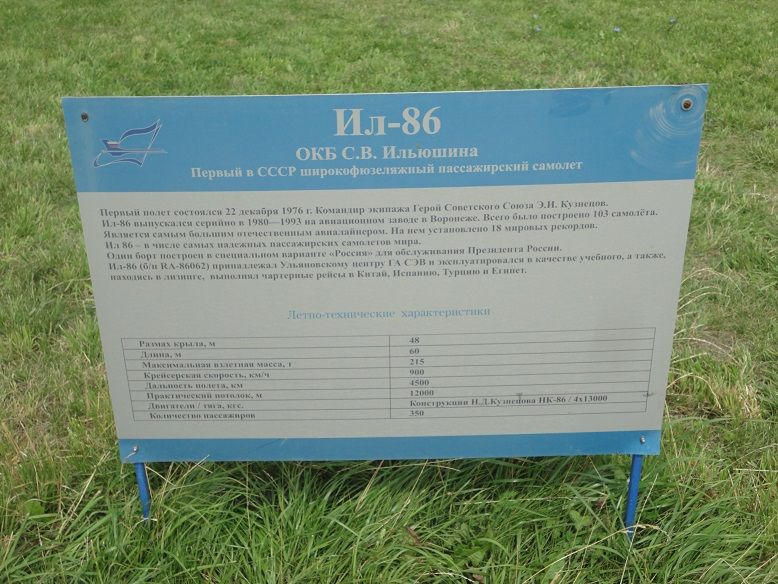 Ил-86
ОКБ С.В. Ильюшина
Первый в СССР широкофюзеляжный пассажирский самолет
Первый полет состоялся 22 декабря 1976 г. Командир экипажа Герой Советского Союза Э.И. Кузнецов.
Ил-86 выпускался серийно в 1980—1993 на авиационном заводе в Воронеже. Всего было построено 103 самолёта.
Является самым большим отечественным авиалайнером. На нем установлено 18 мировых рекордов.
Ил 86 – в числе самых надежных пассажирских самолетов мира.
Один борт построен в специальном варианте «Россия» для обслуживания Президента России.
Ил-86 (б/н RA-86062) принадлежал Ульяновскому центру ГА СЭВ и эксплуатировался в качестве учебного, а также,
находясь в лизинге, выполнял чартерные рейсы в Китай, Испанию, Турцию и Египет.
Летно-технические характеристики
Размах крыла, м 48
Длина, м 60
Максимальная взлетная масса, т 215
Крейсерская скорость, км/ч 900
Дальность полета, км 4500
Практический потолок, м 12000
Двигатели / тяга, кгс. Конструкции Н.Д.Кузнецова НК-86 / 4х13000
Количество пассажиров 350